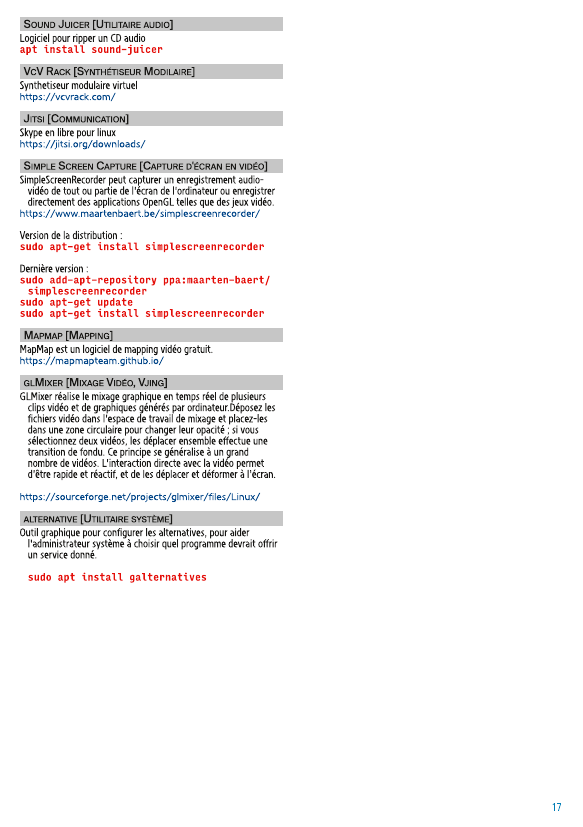 Sound Juicer [Utilitaire audio]
Logiciel pour ripper un CD audio
apt install sound-juicer
VcV Rack [Synthétiseur Modilaire]
Synthetiseur modulaire virtuel
https://vcvrack.com/
Jitsi [Communication]
Skype en libre pour linux
https://jitsi.org/downloads/
Simple Screen Capture [Capture d'écran en vidéo]
SimpleScreenRecorder peut capturer un enregistrement audio-
vidéo de tout ou partie de l'écran de l'ordinateur ou enregistrer
directement des applications OpenGL telles que des jeux vidéo.
https://www.maartenbaert.be/simplescreenrecorder/
Version de la distribution :
sudo apt-get install simplescreenrecorder
Dernière version :
sudo add-apt-repository ppa:maarten-baert/
simplescreenrecorder
sudo apt-get update
sudo apt-get install simplescreenrecorder
Mapmap [Mapping]
MapMap est un logiciel de mapping vidéo gratuit.
https://mapmapteam.github.io/
glMixer [Mixage Vidéo, Vjing]
GLMixer réalise le mixage graphique en temps réel de plusieurs
clips vidéo et de graphiques générés par ordinateur.Déposez les
fichiers vidéo dans l'espace de travail de mixage et placez-les
dans une zone circulaire pour changer leur opacité ; si vous
sélectionnez deux vidéos, les déplacer ensemble effectue une
transition de fondu. Ce principe se généralise à un grand
nombre de vidéos. L'interaction directe avec la vidéo permet
d'être rapide et réactif, et de les déplacer et déformer à l'écran.
https://sourceforge.net/projects/glmixer/files/Linux/
alternative [Utilitaire système]
Outil graphique pour configurer les alternatives, pour aider
l'administrateur système à choisir quel programme devrait offrir
un service donné.
sudo apt install galternatives
17